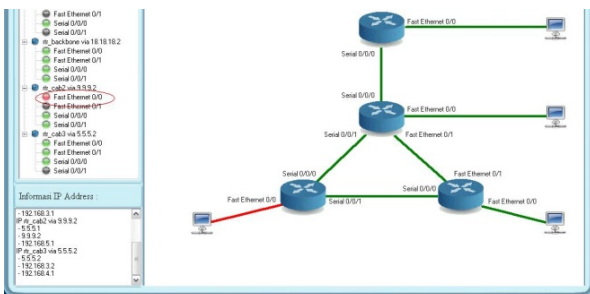 Fast Ethernet 0/1
Serial 0/0/0
Serial 0/0/1
rtr_backbone via 18.18.18.2
Fast Ethernet 0/0
Fast Ethernet 0/1
Serial 0/0/0
Serial 0/0/1
rtr_cab2 via 9.9.9.2
Fast Ethernet 0/0
Fast Ethernet 0/1
Serial 0/0/0
Serial 0/0/1
rtr_cab3 via 5.5.5.2
Fast Ethernet 0/0
Fast Ethernet 0/1
Serial 0/0/0
Serial 0/0/1
Informasi IP Address :
- 192.168.3.1
IP rtr_cab2 via 9.9.9.2
- 5.5.5.1
- 9.9.9.2
- 192.168.5.1
IP rtr_cab3 via 5.5.5.2
- 5.5.5.2
- 192.168.3.2
- 192.168.4.1
Fast Ethernet 0/0
Serial 0/0/0
Serial 0/0/0
Fast Ethernet 0/0
Serial 0/0/1
Fast Ethernet 0/1
Serial 0/0/0
Fast Ethernet 0/1
Serial 0/0/0
Fast Ethernet 0/0
Serial 0/0/1
Fast Ethernet 0/0